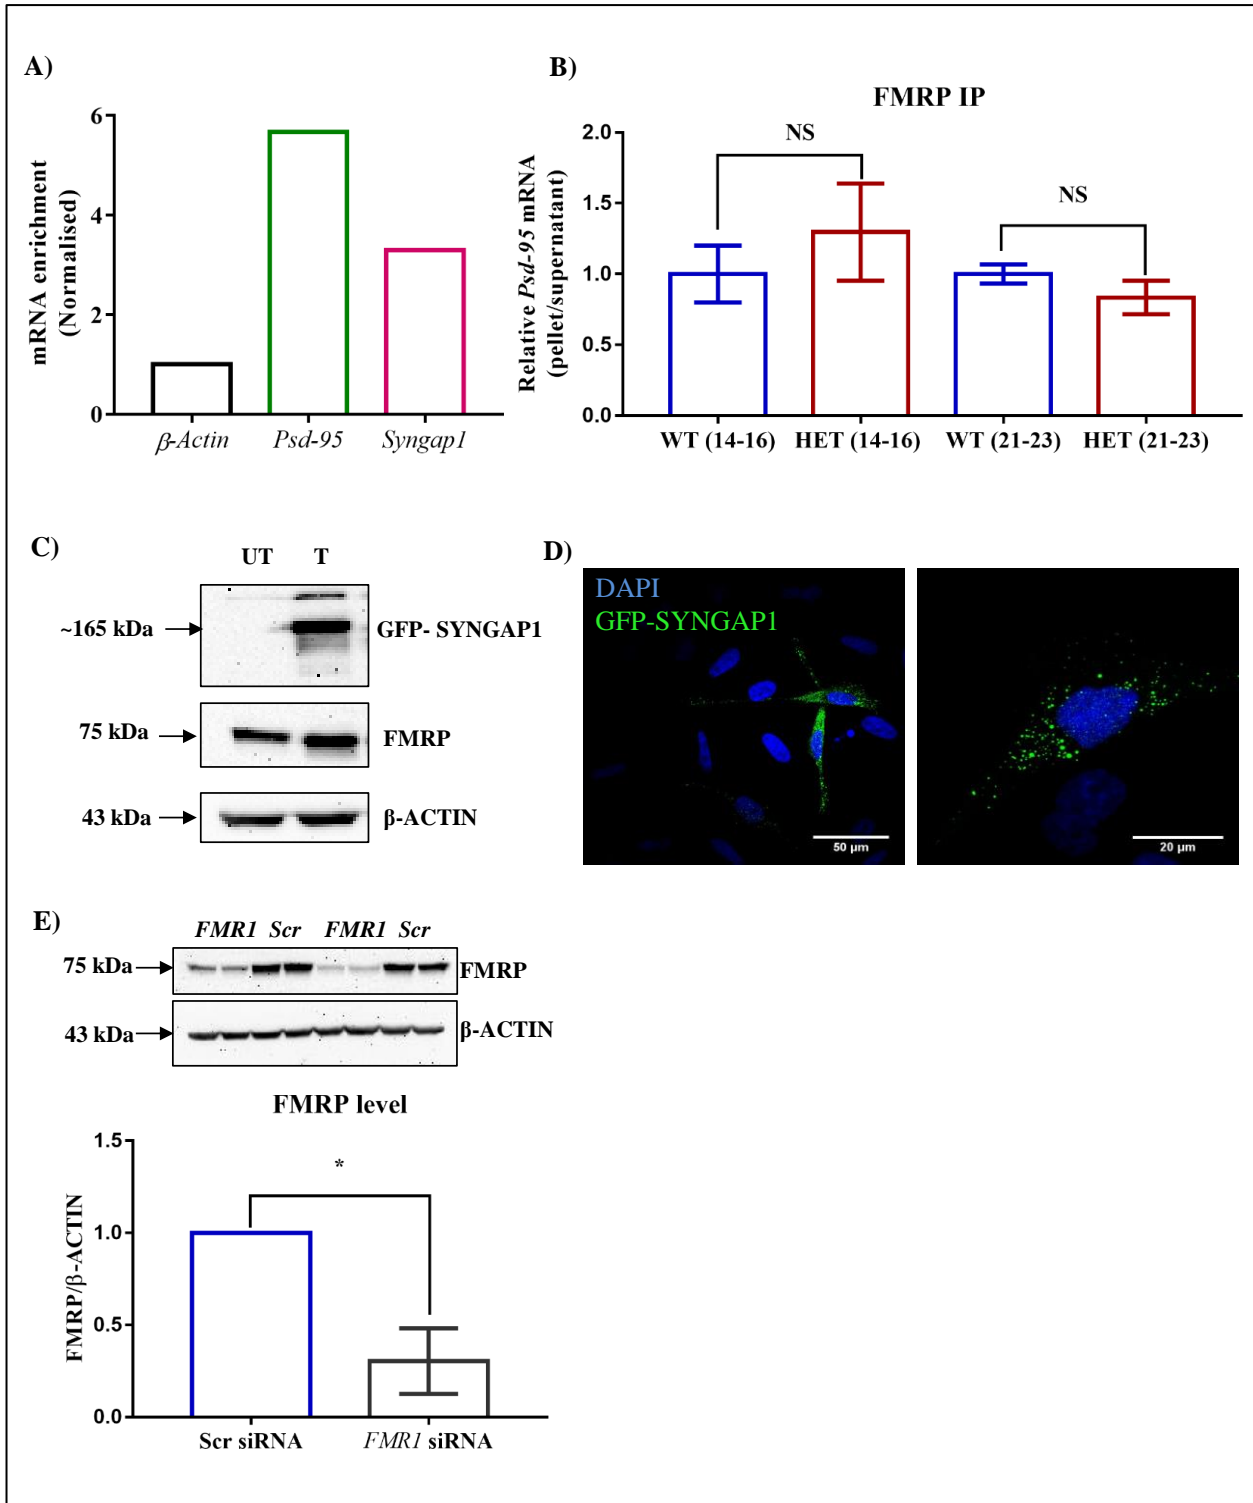 A)
mRNA enrichment
(Normalised)
6
4
2
0
β-Actin Psd-95 Syngap1
B)
FMRP IP
Relative Psd-95 mRNA
(pellet/supernatant)
2.0
1.5
1.0
0.5
0.0
NS
NS
WT (14-16) HET (14-16) WT (21-23) HET (21-23)
C)
UT T
~165 kDa
GFP- SYNGAP1
75 kDa
FMRP
43 kDa
β-ACTIN
D)
DAPI
GFP-SYNGAP1
50 µm
20 µm
E)
FMR1 Scr FMR1 Scr
75 kDa
FMRP
43 kDa
β-ACTIN
FMRP level
FMRP/β-ACTIN
1.5
1.0
0.5
0.0
*
Scr siRNA FMR1 siRNA